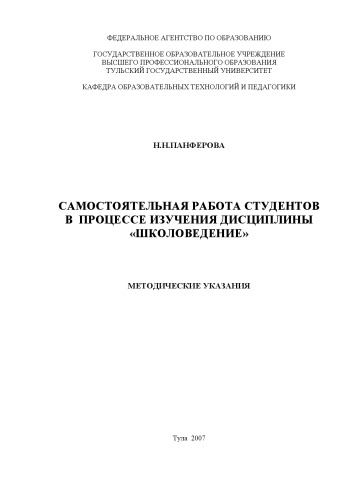 ФЕДЕРАЛЬНОЕ АГЕНТСТВО ПО ОБРАЗОВАНИЮ
ГОСУДАРСТВЕННОЕ ОБРАЗОВАТЕЛЬНОЕ УЧРЕЖДЕНИЕ
ВЫСШЕГО ПРОФЕССИОНАЛЬНОГО ОБРАЗОВАНИЯ
ТУЛЬСКИЙ ГОСУДАРСТВЕННЫЙ УНИВЕРСИТЕТ
КАФЕДРА ОБРАЗОВАТЕЛЬНЫХ ТЕХНОЛОГИЙ И ПЕДАГОГИКИ
Н.Н.ПАНФЕРОВА
САМОСТОЯТЕЛЬНАЯ РАБОТА СТУДЕНТОВ
В ПРОЦЕССЕ ИЗУЧЕНИЯ ДИСЦИПЛИНЫ
«ШКОЛОВЕДЕНИЕ»
МЕТОДИЧЕСКИЕ УКАЗАНИЯ
Тула 2007